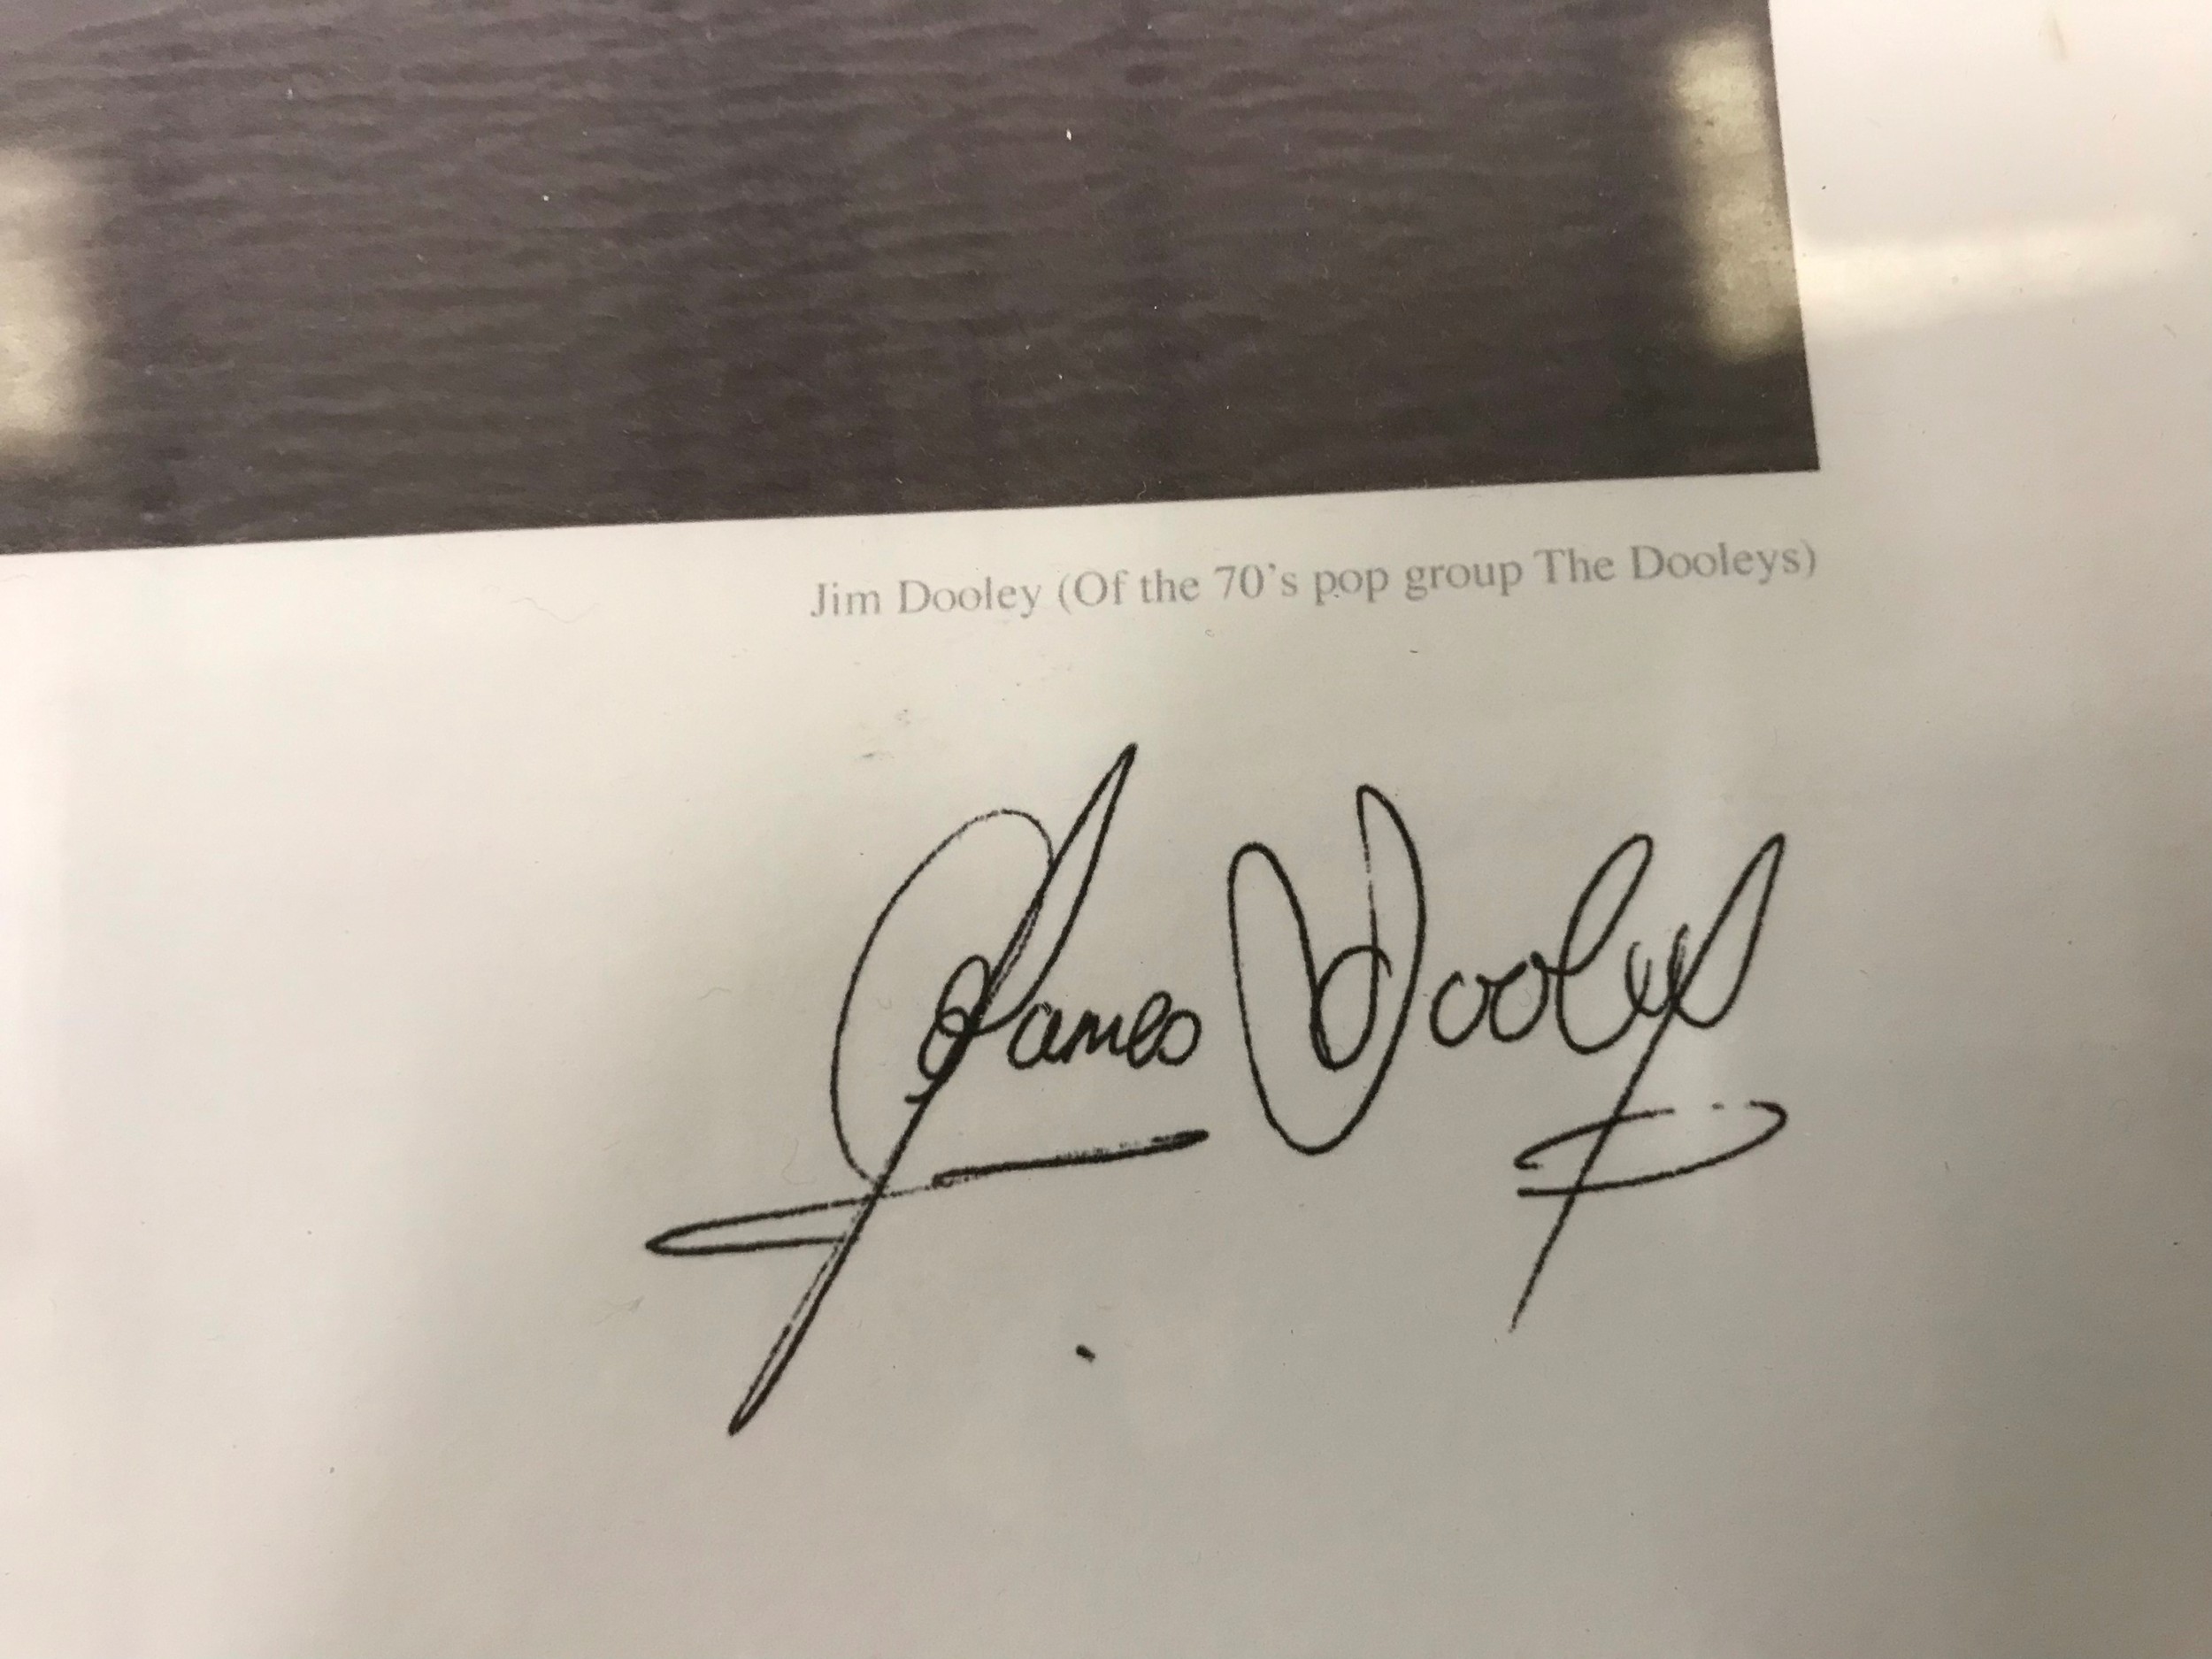 Jim Dooley (Of the 70's pop group The Dooleys)
James Dooley